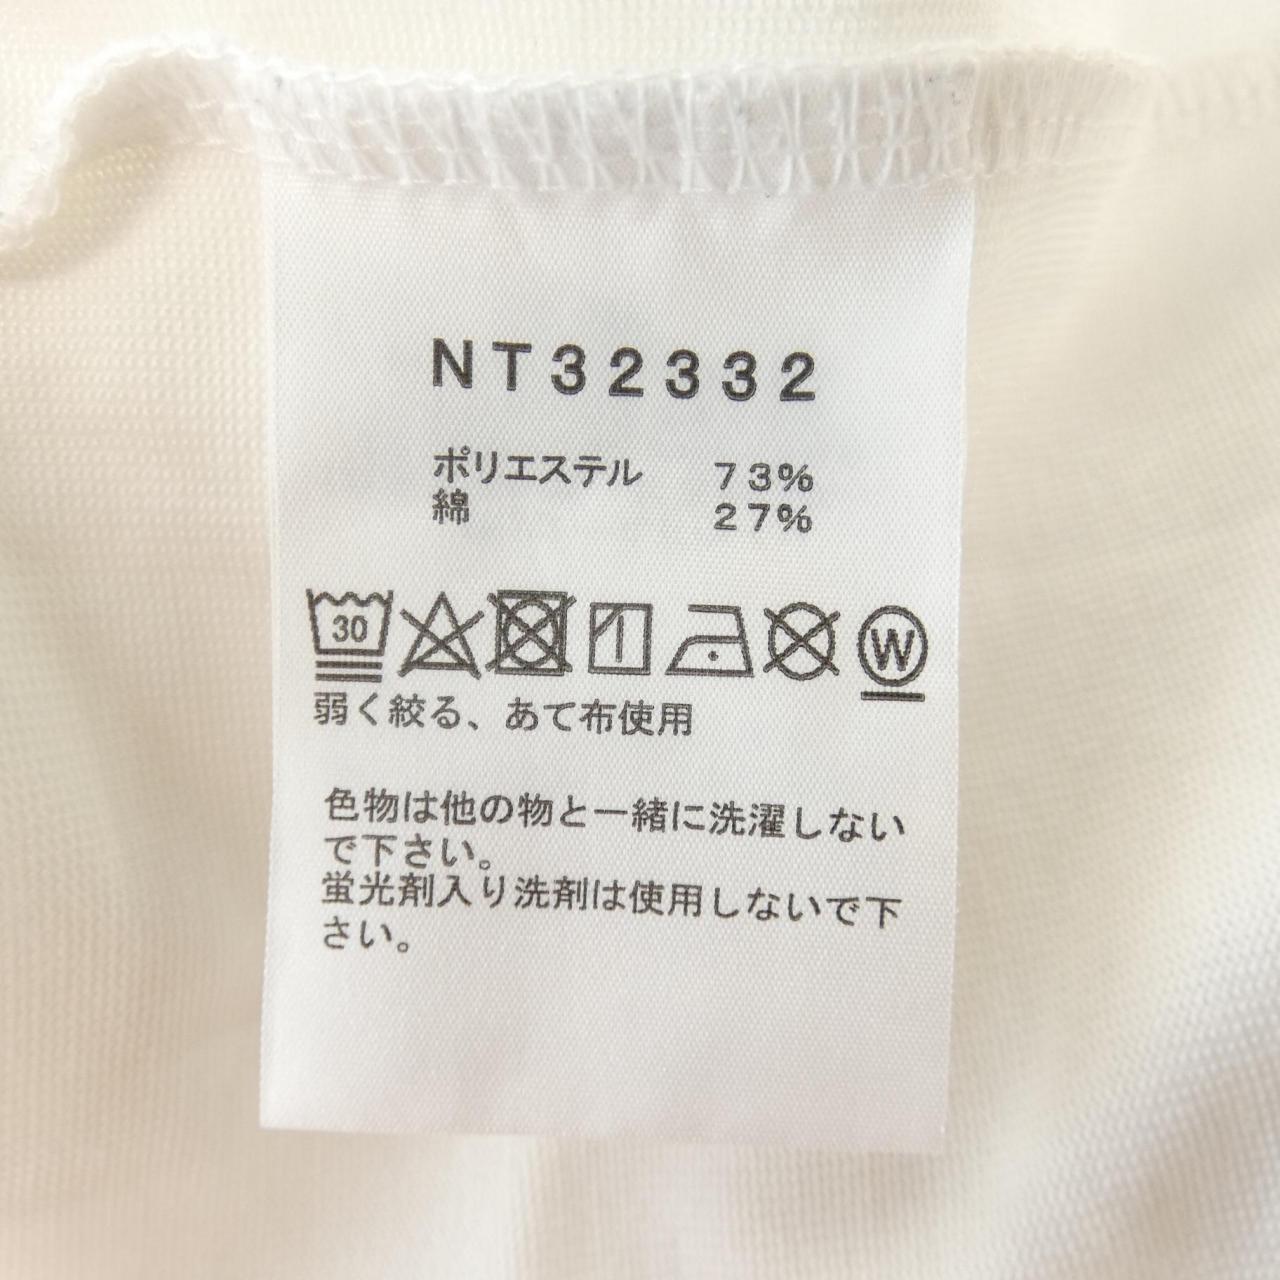 NT32332
ポリエステル 73%
綿 27%
30 W
弱く絞る、あて布使用
色物は他の物と一緒に洗濯しない
で下さい。
蛍光剤入り洗剤は使用しないで下
さい。